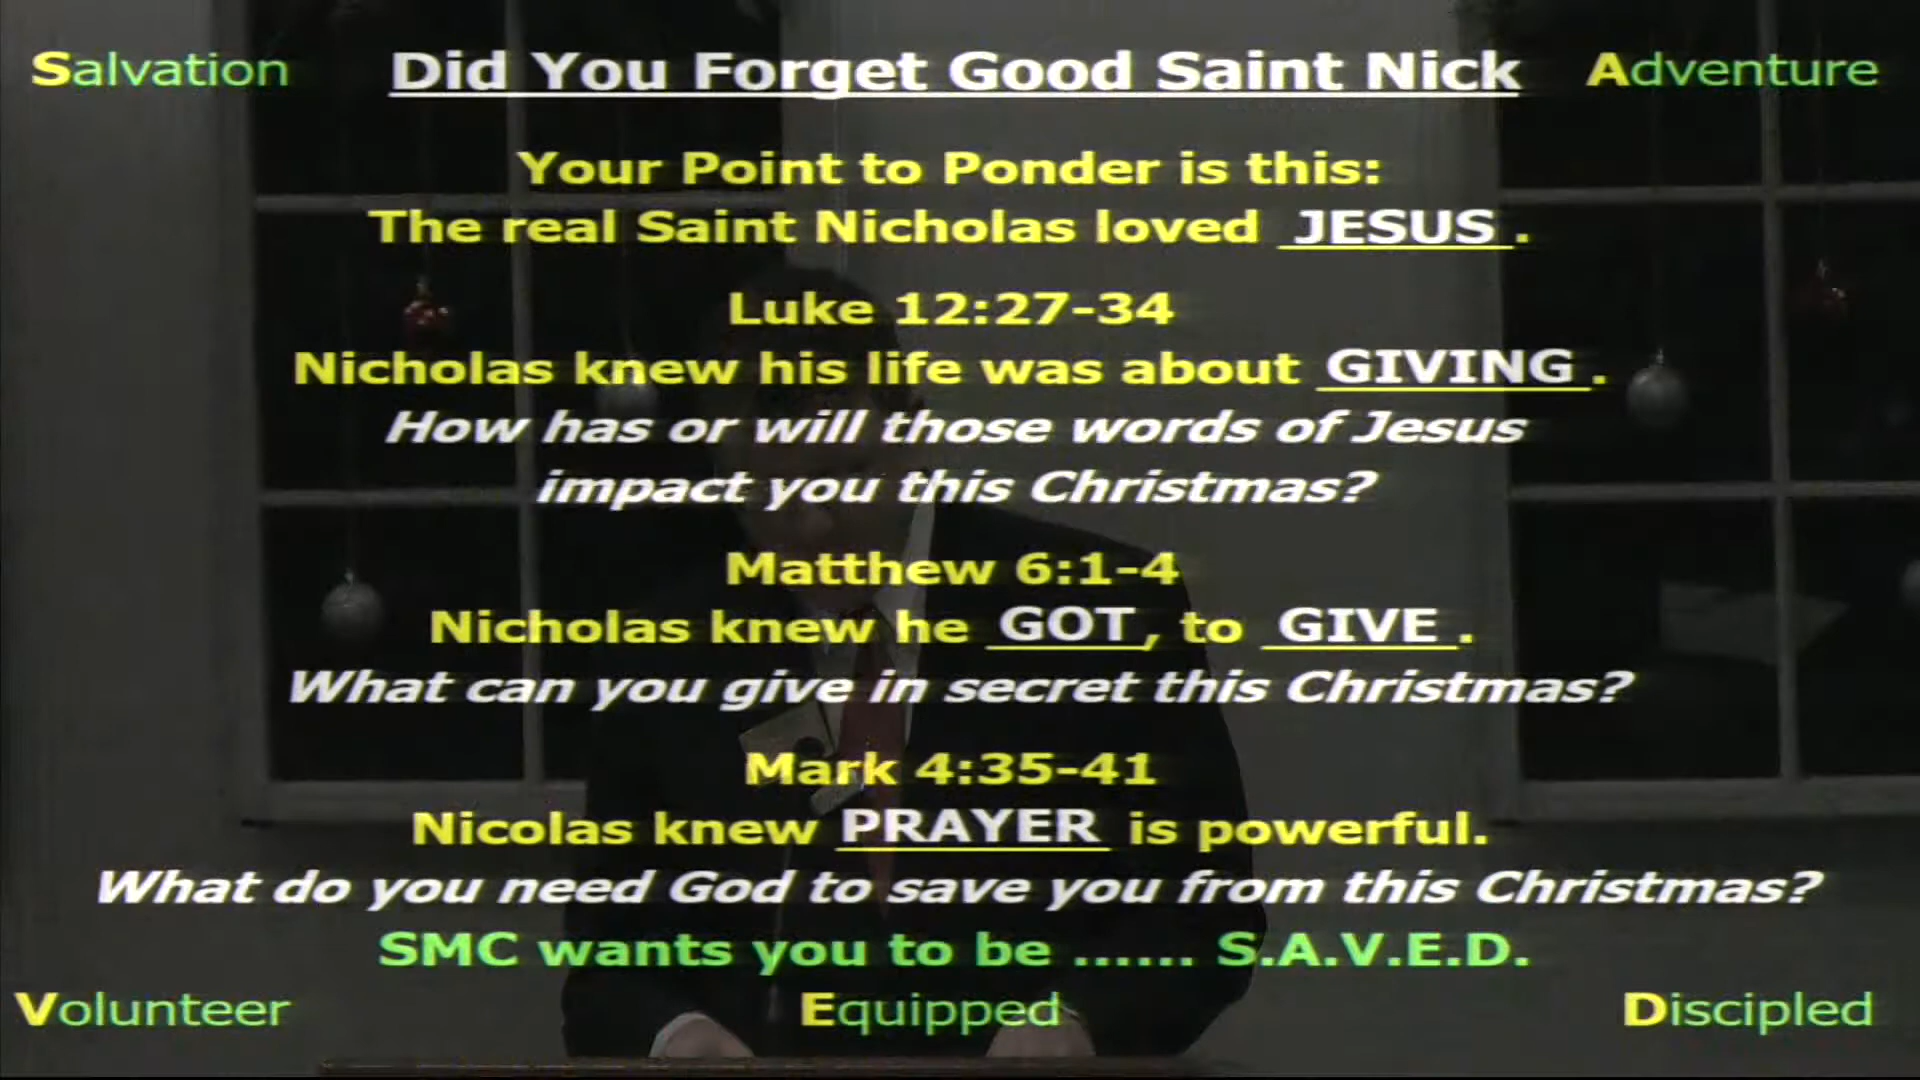 Salvation Did You Forget Good Saint Nick Adventure
Your Point to Ponder is this:
The real Saint Nicholas loved JESUS.
Luke 12:27-34
Nicholas knew his life was about GIVING.
How has or will those words of Jesus
impact you this Christmas?
Matthew 6:1-4
Nicholas knew he GOT, to GIVE.
What can you give in secret this Christmas?
Mark 4:35-41
Nicolas knew PRAYER is powerful.
What do you need God to save you from this Christmas?
SMC wants you to be ...... S.A.V.E.D.
Volunteer Equipped Discipled